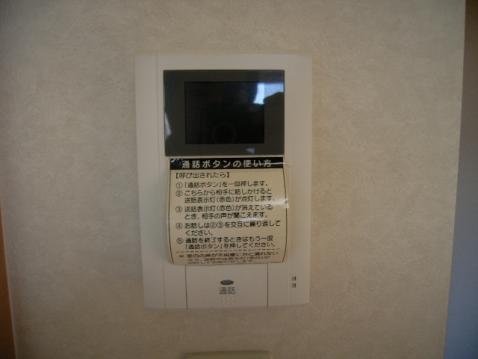 通話ボタンの使い方
【呼び出されたら】
①「通話ボタン」を一回押します。
②こちらから相手に話しかけると
送話表示灯(赤色)が点灯します。
③送話表示灯(赤色)が消えている
とき、相手の声が聞こえます。
④お話しは②③を交互に繰り返して
ください。
⑤通話を終了するときはもう一度
「通話ボタン」を押してください。
通話